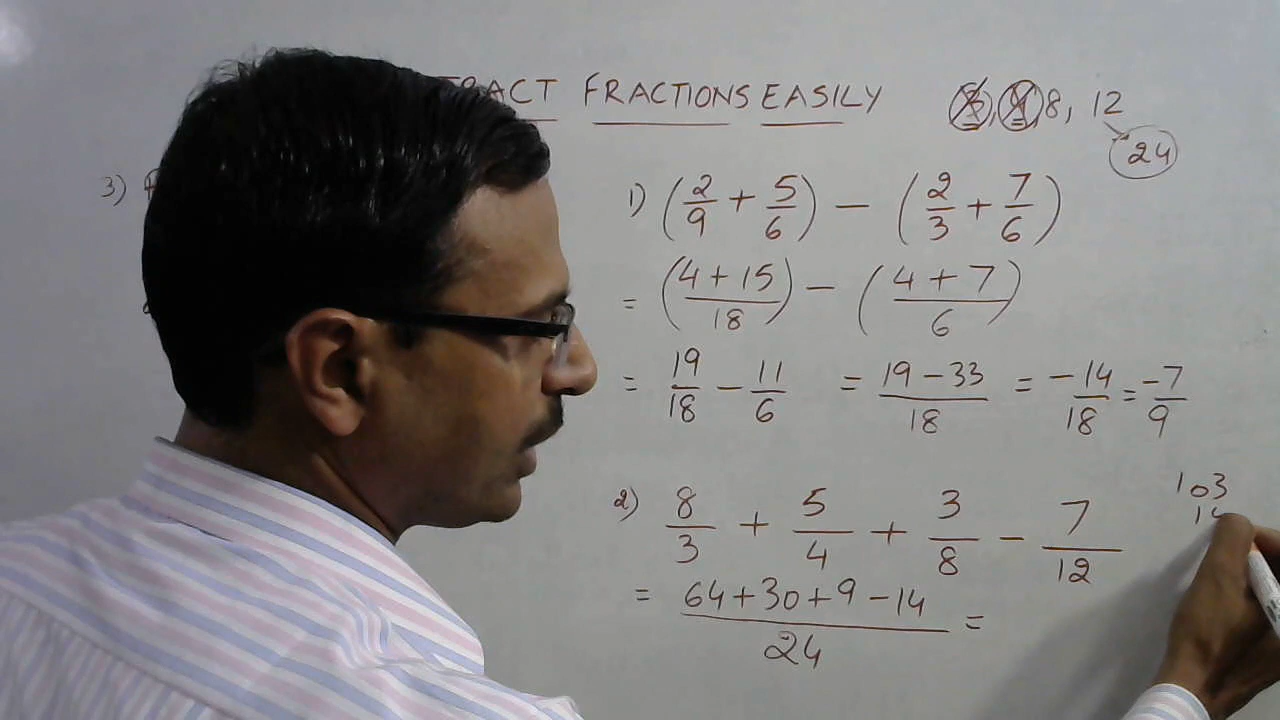 FRACTIONS EASILY 8, 12
24
3)
1) (2/9 + 5/6) − (2/3 + 7/6)
= (4 + 15)/18 − (4 + 7)/6
= 19/18 − 11/6 = 19 − 33/18 = −14/18 = −7/9
2) 8/3 + 5/4 + 3/8 − 7/12
103
= 64 + 30 + 9 − 14/24 =